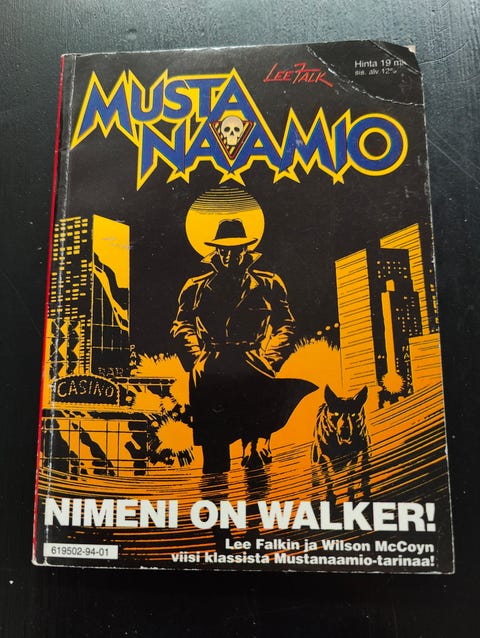 Lee Falk
Hinta 19 mk
sis. alv. 12%
MUSTA
NAAMIO
BAR
CASINO
NIMENI ON WALKER!
Lee Falkin ja Wilson McCoyn
viisi klassista Mustanaamio-tarinaa!
619502-94-01